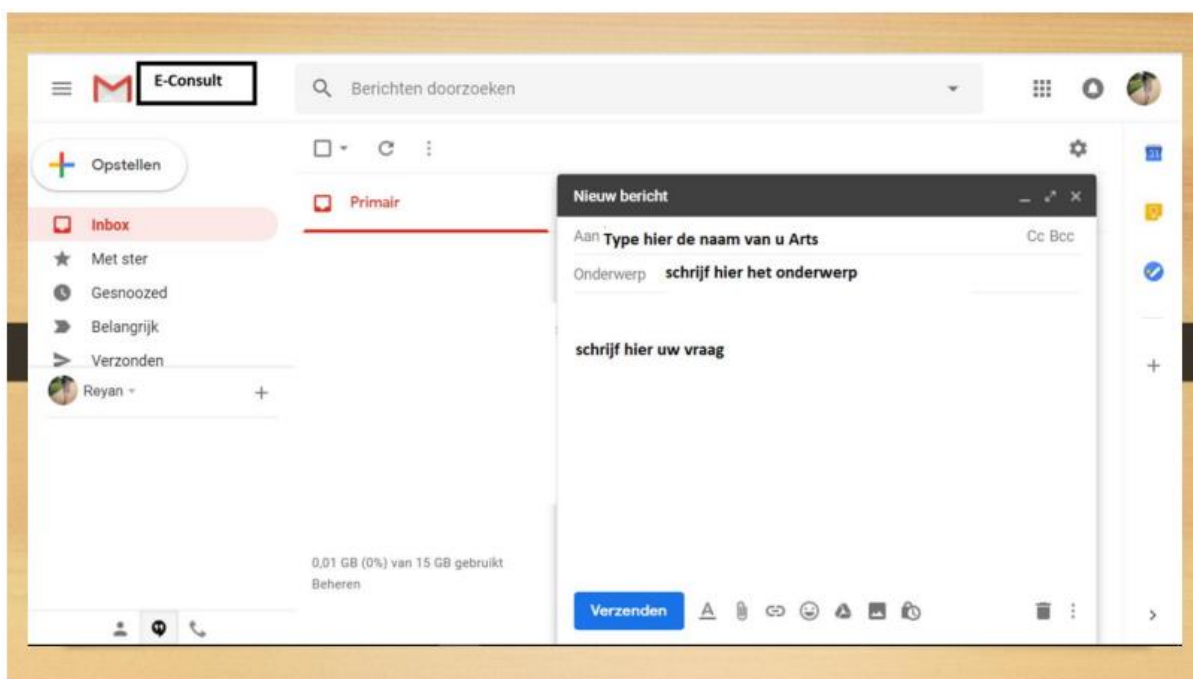 E-Consult
Berichten doorzoeken
Opstellen
Inbox
Met ster
Gesnoozed
Belangrijk
Verzonden
Reyan
Primair
0,01 GB (0%) van 15 GB gebruikt
Beheren
Nieuw bericht
Aan Type hier de naam van u Arts Cc Bcc
Onderwerp schrijf hier het onderwerp
schrijf hier uw vraag
Verzenden
31